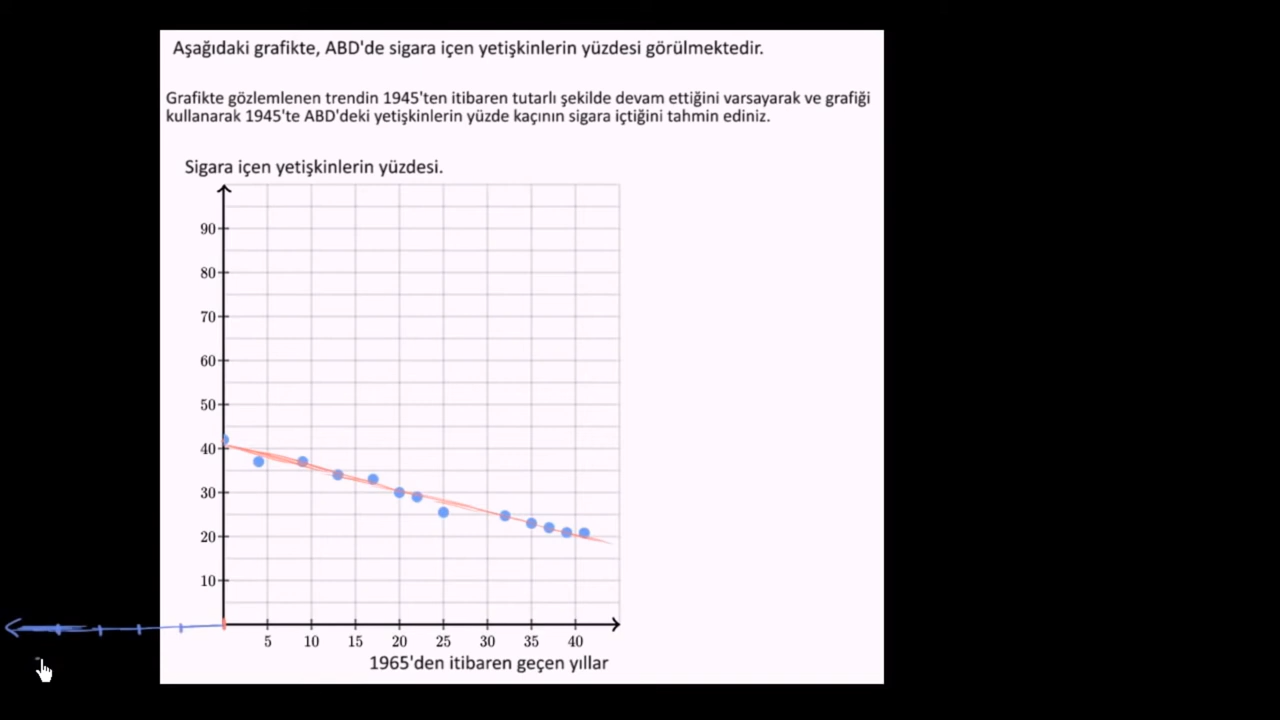 Aşağıdaki grafikte, ABD'de sigara içen yetişkinlerin yüzdesi görülmektedir.
Grafikte gözlemlenen trendin 1945'ten itibaren tutarlı şekilde devam ettiğini varsayarak ve grafiği
kullanarak 1945'te ABD'deki yetişkinlerin yüzde kaçının sigara içtiğini tahmin ediniz.
Sigara içen yetişkinlerin yüzdesi.
90
80
70
60
50
40
30
20
10
5 10 15 20 25 30 35 40
1965'den itibaren geçen yıllar